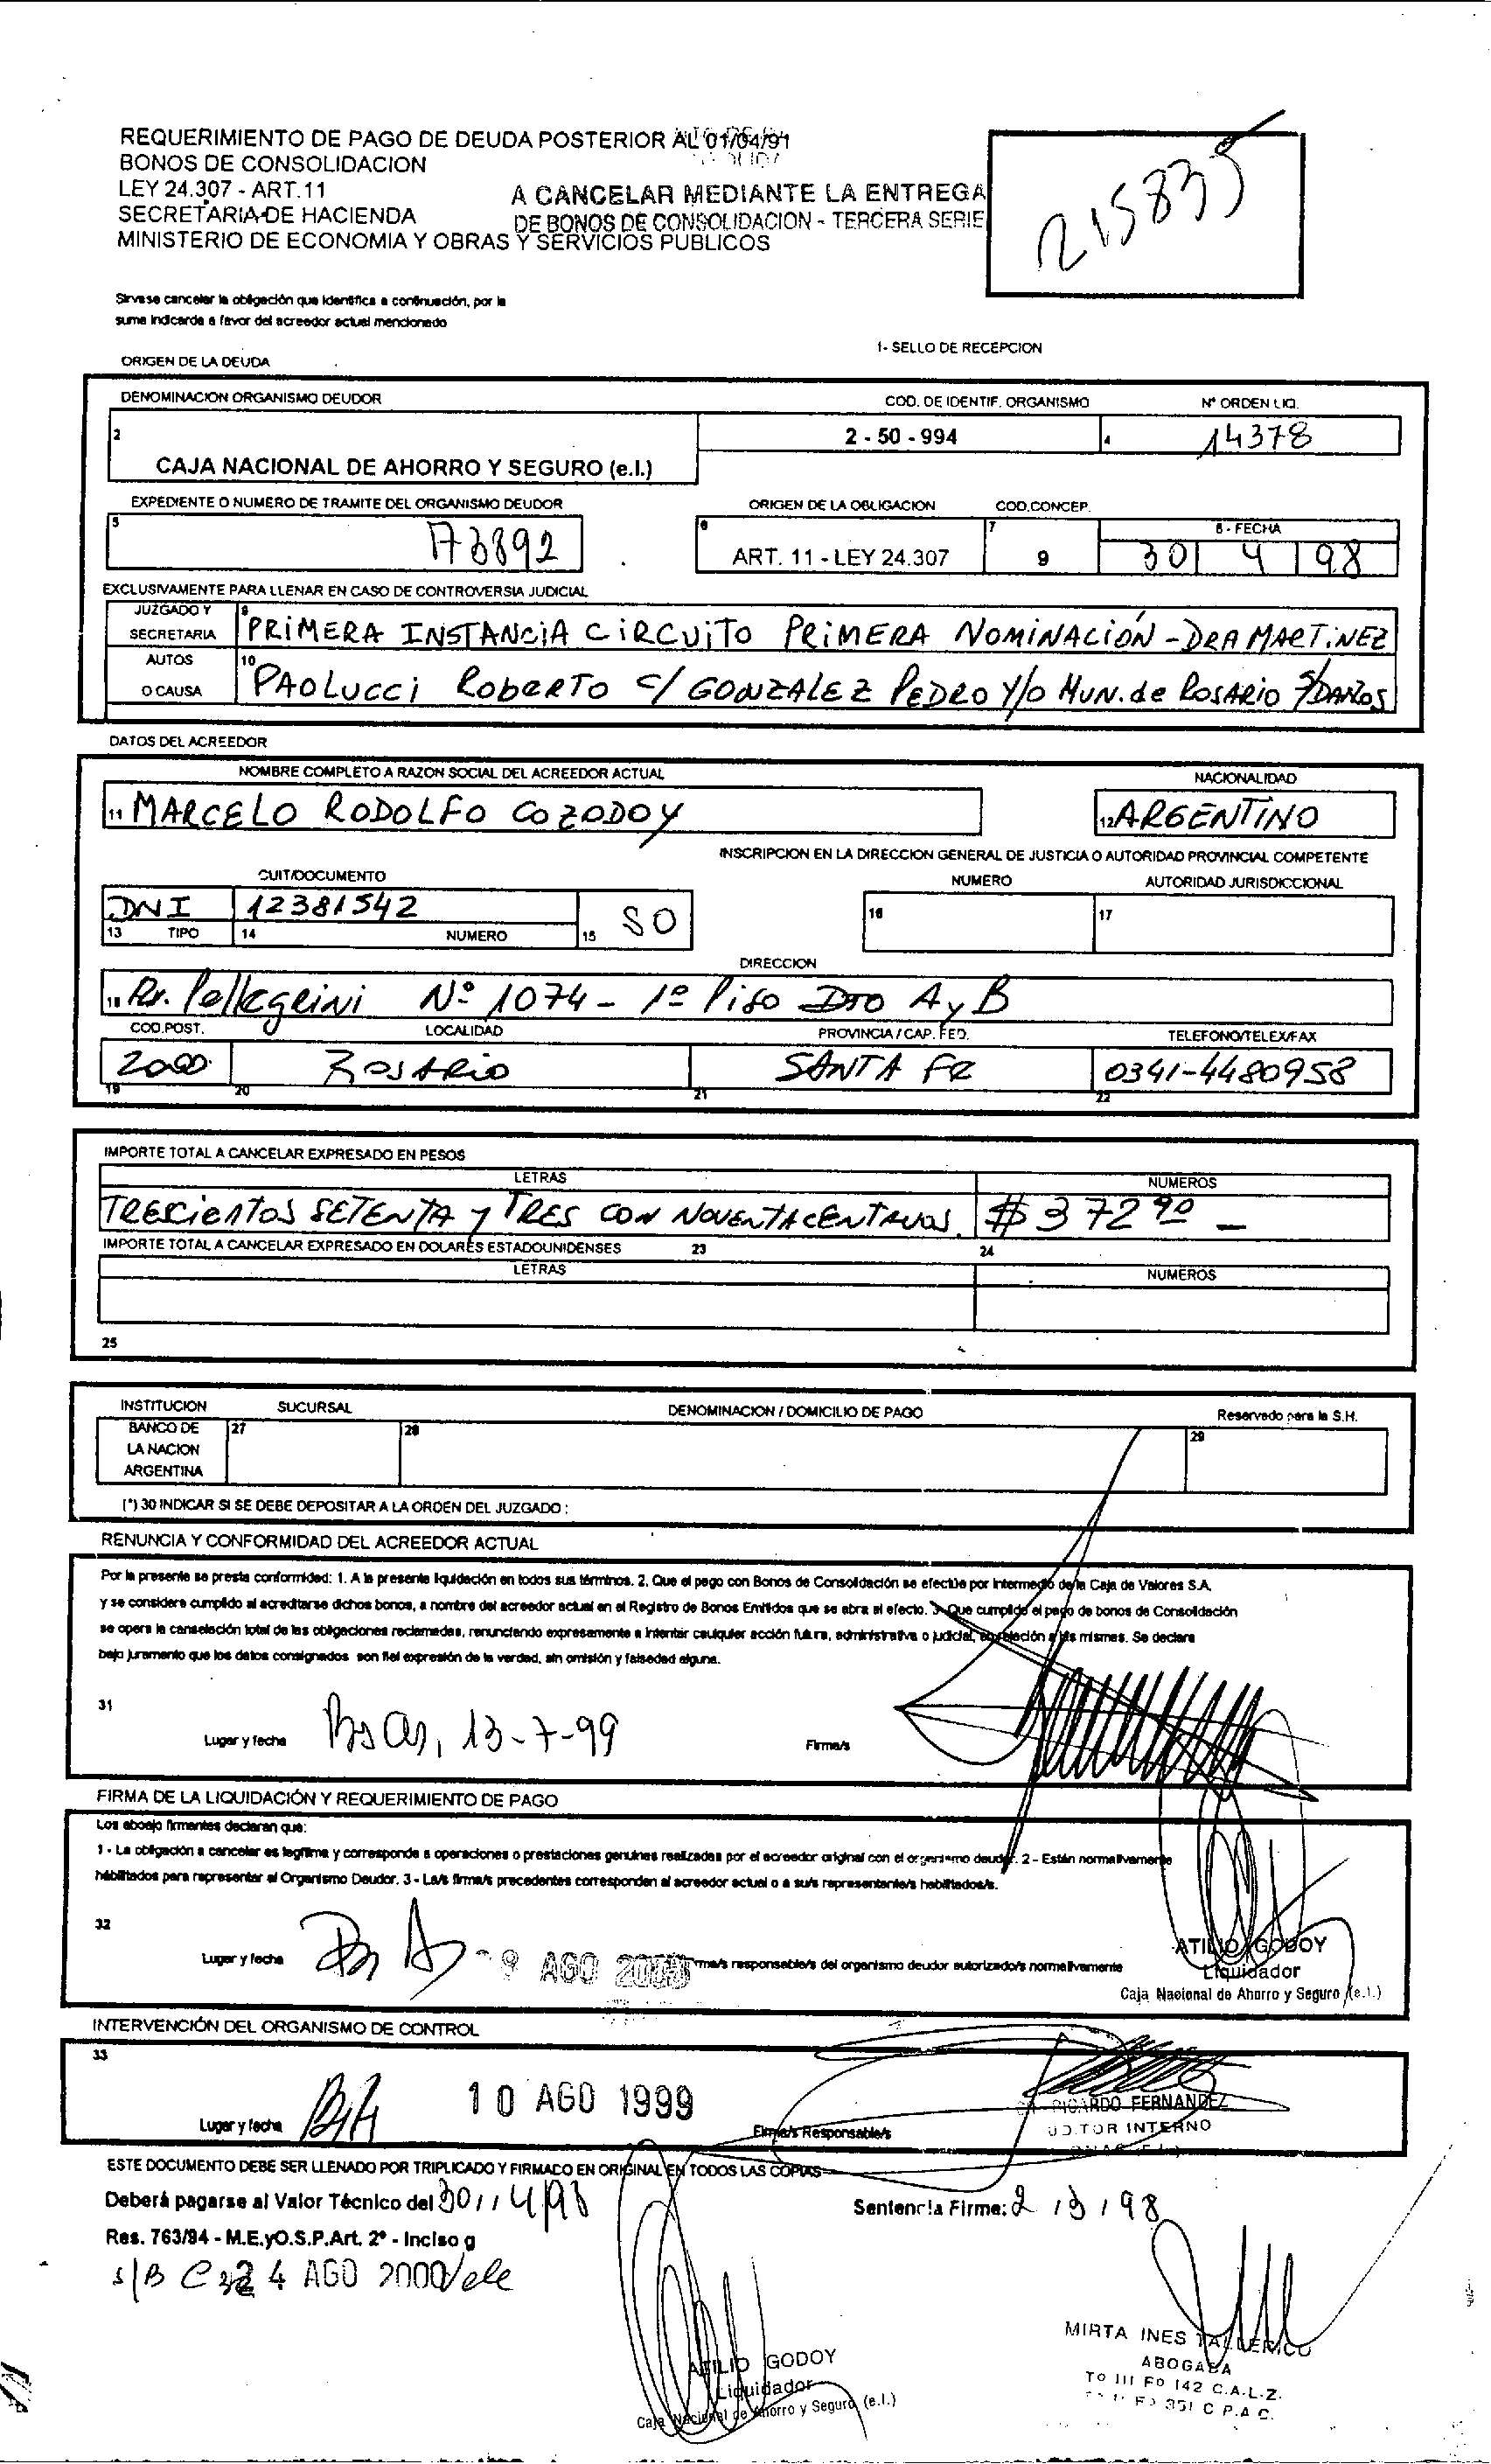 REQUERIMIENTO DE PAGO DE DEUDA POSTERIOR AL 01/04/91
BONOS DE CONSOLIDACION
LEY 24.307 - ART.11
SECRETARIA DE HACIENDA
MINISTERIO DE ECONOMIA Y OBRAS Y SERVICIOS PUBLICOS
A CANCELAR MEDIANTE LA ENTREGA
DE BONOS DE CONSOLIDACION - TERCERA SERIE
215835
Sirvase cancelar la obligación que identifica a continuación, por la
suma indicarda a favor del acreedor actual mencionado
1- SELLO DE RECEPCION
ORIGEN DE LA DEUDA
DENOMINACION ORGANISMO DEUDOR
COD. DE IDENTIF. ORGANISMO
Nº ORDEN LIQ.
2
CAJA NACIONAL DE AHORRO Y SEGURO (e.l.)
2 - 50 - 994
4 14378
EXPEDIENTE O NUMERO DE TRAMITE DEL ORGANISMO DEUDOR
ORIGEN DE LA OBLIGACION
COD.CONCEP.
5 173892
6 ART. 11 - LEY 24.307
7 9
8 - FECHA
30 4 98
EXCLUSIVAMENTE PARA LLENAR EN CASO DE CONTROVERSIA JUDICIAL
JUZGADO Y SECRETARIA 9 PRIMERA INSTANCIA CIRCUITO PRIMERA NOMINACIÓN - DRA MARTINEZ
AUTOS O CAUSA 10 PAOLUCCI ROBERTO C/ GONZALEZ PEDRO Y/O MUN. de ROSARIO S/DAÑOS
DATOS DEL ACREEDOR
NOMBRE COMPLETO A RAZON SOCIAL DEL ACREEDOR ACTUAL
NACIONALIDAD
11 MARCELO RODOLFO COZODOY
12 ARGENTINO
INSCRIPCION EN LA DIRECCION GENERAL DE JUSTICIA O AUTORIDAD PROVINCIAL COMPETENTE
CUIT/DOCUMENTO
NUMERO
AUTORIDAD JURISDICCIONAL
DNI 12381542
13 TIPO 14 NUMERO 15 SO
16
17
DIRECCION
18 Av. Pellegrini Nº 1074 - 1º Piso DTO A y B
COD.POST.
LOCALIDAD
PROVINCIA / CAP. FED.
TELEFONO/TELEX/FAX
2000 ROSARIO SANTA FE 0341-4480958
19 20 21 22
IMPORTE TOTAL A CANCELAR EXPRESADO EN PESOS
LETRAS
NUMEROS
TRESCIENTOS SETENTA Y TRES CON NOVENTA CENTAVOS. $ 372 90 -
IMPORTE TOTAL A CANCELAR EXPRESADO EN DOLARES ESTADOUNIDENSES 23 24
LETRAS
NUMEROS
25
INSTITUCION
SUCURSAL
DENOMINACION / DOMICILIO DE PAGO
Reservado para la S.H.
BANCO DE LA NACION ARGENTINA
27
28
29
(*) 30 INDICAR SI SE DEBE DEPOSITAR A LA ORDEN DEL JUZGADO :
RENUNCIA Y CONFORMIDAD DEL ACREEDOR ACTUAL
Por la presente se presta conformidad: 1. A la presente liquidación en todos sus términos. 2. Que el pago con Bonos de Consolidación se efectúe por intermedio de la Caja de Valores S.A.
y se considere cumplido al acreditarse dichos bonos, a nombre del acreedor actual en el Registro de Bonos Emitidos que se abra al efecto. 3- Que cumplido el pago de bonos de Consolidación
se opera la canselación total de las obligaciones reclamadas, renunciando expresamente a intentar caulquier acción futura, administrativa o judicial, en relación a las mismas. Se declara
bajo juramento que los datos consignados son fiel expresión de la verdad, sin omisión y falsedad alguna.
31
Lugar y fecha Bs As, 13-7-99
Firma/s
FIRMA DE LA LIQUIDACIÓN Y REQUERIMIENTO DE PAGO
Los aboajo firmantes declaran que:
1 - La obligación a cancelar es legítima y corresponde a operaciones o prestaciones genuinas realizadas por el acreedor original con el organismo deudor. 2 - Están normativamente
habilitados para representar al Organismo Deudor. 3 - La/s firma/s precedentes corresponden al acreedor actual o a su/s representante/s habilitado/s.
32
Lugar y fecha Bs As - 9 AGO 2000
Firma/s responsable/s del organismo deudor autorizado/s normativamente
ATILIO GODOY
Liquidador
Caja Nacional de Ahorro y Seguro (e.l.)
INTERVENCIÓN DEL ORGANISMO DE CONTROL
33
Lugar y fecha 10 AGO 1999
Firma/s Responsable/s
RICARDO FERNANDEZ
AUDITOR INTERNO
ESTE DOCUMENTO DEBE SER LLENADO POR TRIPLICADO Y FIRMADO EN ORIGINAL EN TODOS LAS COPIAS
Deberá pagarse al Valor Técnico del 30/4/98
Sentencia Firme: 2 / 3 / 98
Res. 763/94 - M.E.yO.S.P.Art. 2º - Inciso g
4 AGO 2000
ATILIO GODOY
Liquidador
Caja Nacional de Ahorro y Seguro (e.l.)
MIRTA INES TALDERICO
ABOGADA
Tº III Fº 142 C.A.L.Z.
Fº 351 C.P.A.C.